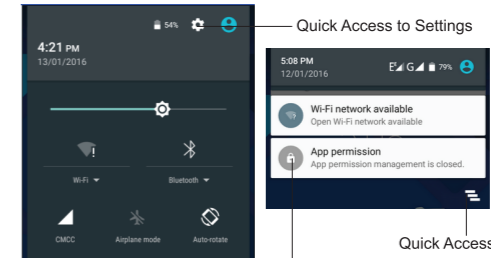 54%
Quick Access to Settings
4:21 PM
13/01/2016
5:08 PM
12/01/2016
E G 79%
Wi-Fi network available
Open Wi-Fi network available
App permission
App permission management is closed.
Wi-Fi
Bluetooth
CMCC
Airplane mode
Auto-rotate
Quick Access